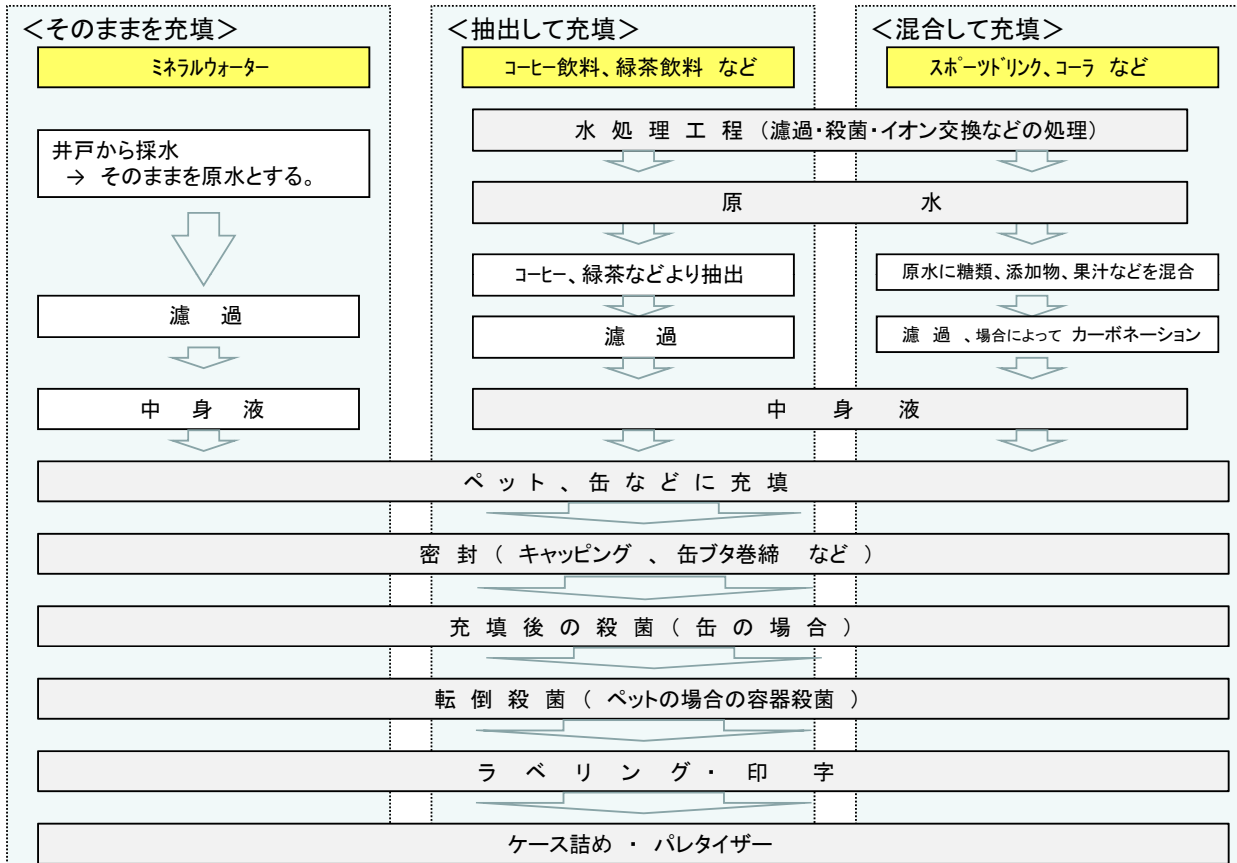 ＜そのままを充填＞
ミネラルウォーター
井戸から採水
→ そのままを原水とする。
濾 過
中 身 液
＜抽出して充填＞
コーヒー飲料、緑茶飲料 など
＜混合して充填＞
スポーツドリンク、コーラ など
水 処 理 工 程 （濾過・殺菌・イオン交換などの処理）
原 水
コーヒー、緑茶などより抽出
濾 過
原水に糖類、添加物、果汁などを混合
濾 過 、場合によって カーボネーション
中 身 液
ペ ッ ト 、 缶 な ど に 充 填
密 封 （ キャッピング 、 缶ブタ巻締 など ）
充 填 後 の 殺 菌 （ 缶 の 場 合 ）
転 倒 殺 菌 （ ペットの場合の容器殺菌 ）
ラ ベ リ ン グ ・ 印 字
ケース詰め ・ パレタイザー